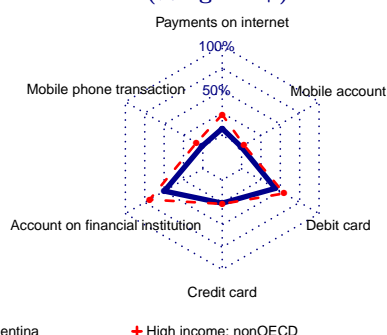 Payments on internet
100%
Mobile phone transaction
50%
Mobile account
Account on financial institution
Debit card
Credit card
High income: nonOECD